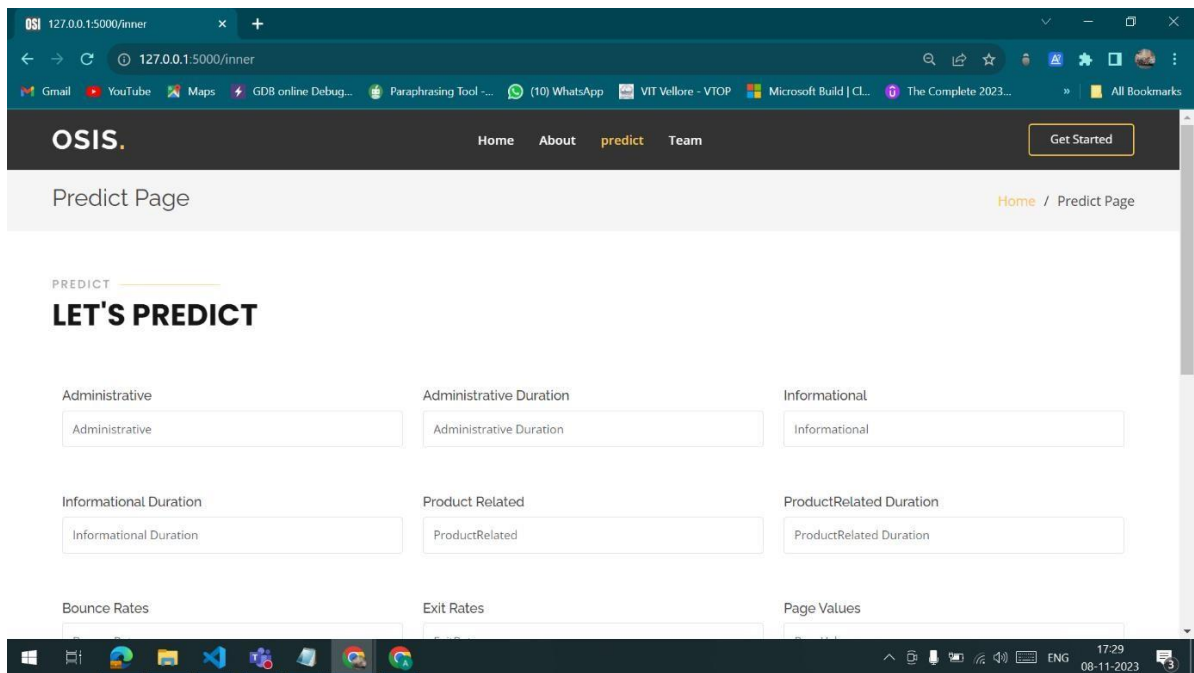 OSI 127.0.0.1:5000/inner
127.0.0.1:5000/inner
Gmail YouTube Maps GDB online Debug... Paraphrasing Tool -... (10) WhatsApp VIT Vellore - VTOP Microsoft Build | Cl... The Complete 2023... » All Bookmarks
OSIS. Home About predict Team Get Started
Predict Page Home / Predict Page
PREDICT
LET'S PREDICT
Administrative Administrative Duration Informational
Administrative Administrative Duration Informational
Informational Duration Product Related ProductRelated Duration
Informational Duration ProductRelated ProductRelated Duration
Bounce Rates Exit Rates Page Values
ENG 17:29
08-11-2023 3